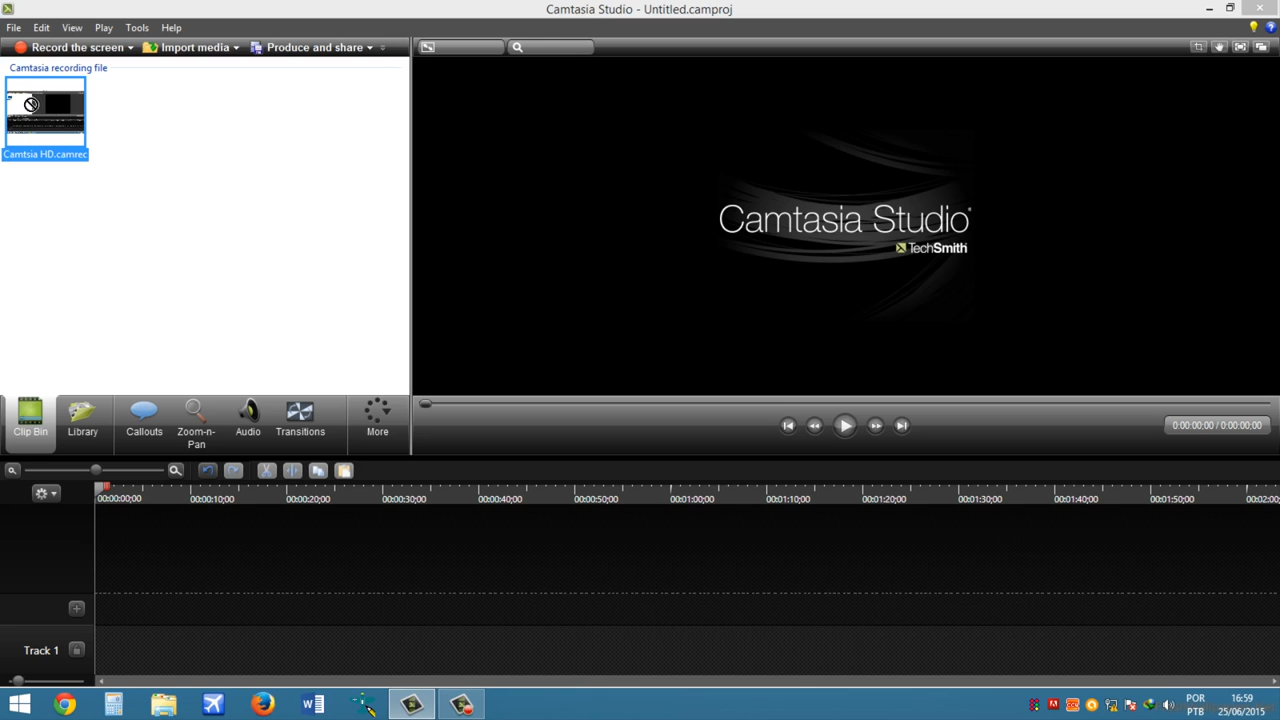 Camtasia Studio - Untitled.camproj
File Edit View Play Tools Help
Record the screen Import media Produce and share
Camtasia recording file
Camtsia HD.camrec
Camtasia Studio®
TechSmith
Clip Bin Library Callouts Zoom-n-Pan Audio Transitions More
0:00:00;00 / 0:00:00;00
00:00:00;00 00:00:10;00 00:00:20;00 00:00:30;00 00:00:40;00 00:00:50;00 00:01:00;00 00:01:10;00 00:01:20;00 00:01:30;00 00:01:40;00 00:01:50;00 00:02:00;
Track 1
POR 16:59
PTB 25/06/2015